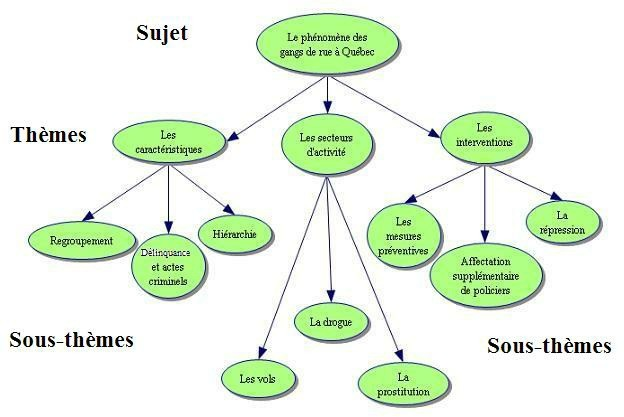 Sujet
Le phénomène des
gangs de rue à Québec
Thèmes
Les
caractéristiques
Les secteurs
d'activité
Les
interventions
Regroupement
Délinquance
et actes
criminels
Hiérarchie
Les
mesures
préventives
Affectation
supplémentaire
de policiers
La
répression
La drogue
Sous-thèmes
Sous-thèmes
Les vols
La
prostitution